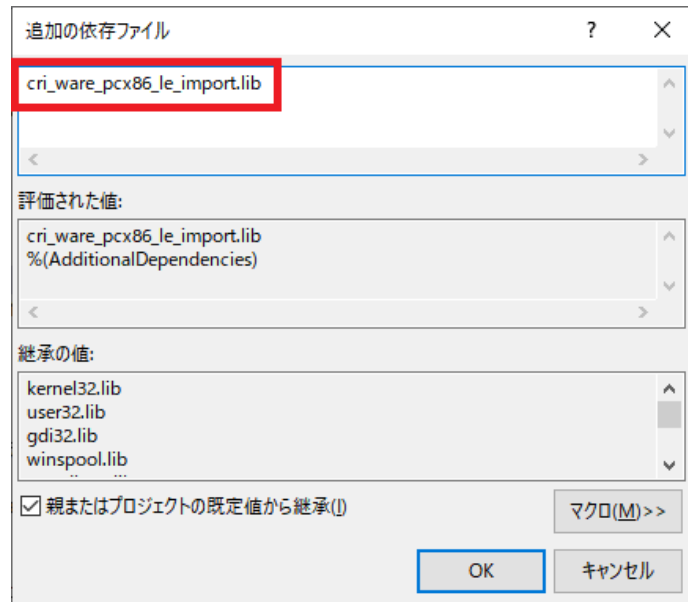 追加の依存ファイル
?
cri_ware_pcx86_le_import.lib
評価された値:
cri_ware_pcx86_le_import.lib
%(AdditionalDependencies)
継承の値:
kernel32.lib
user32.lib
gdi32.lib
winspool.lib
親またはプロジェクトの既定値から継承(I)
マクロ(M)>>
OK
キャンセル